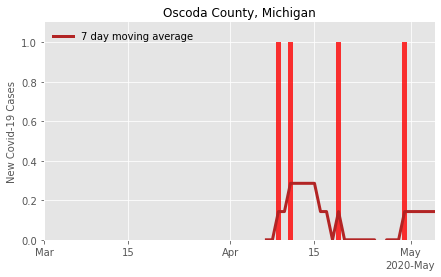 Oscoda County, Michigan
7 day moving average
New Covid-19 Cases
1.0
0.8
0.6
0.4
0.2
0.0
Mar 15 Apr 15 May
2020-May